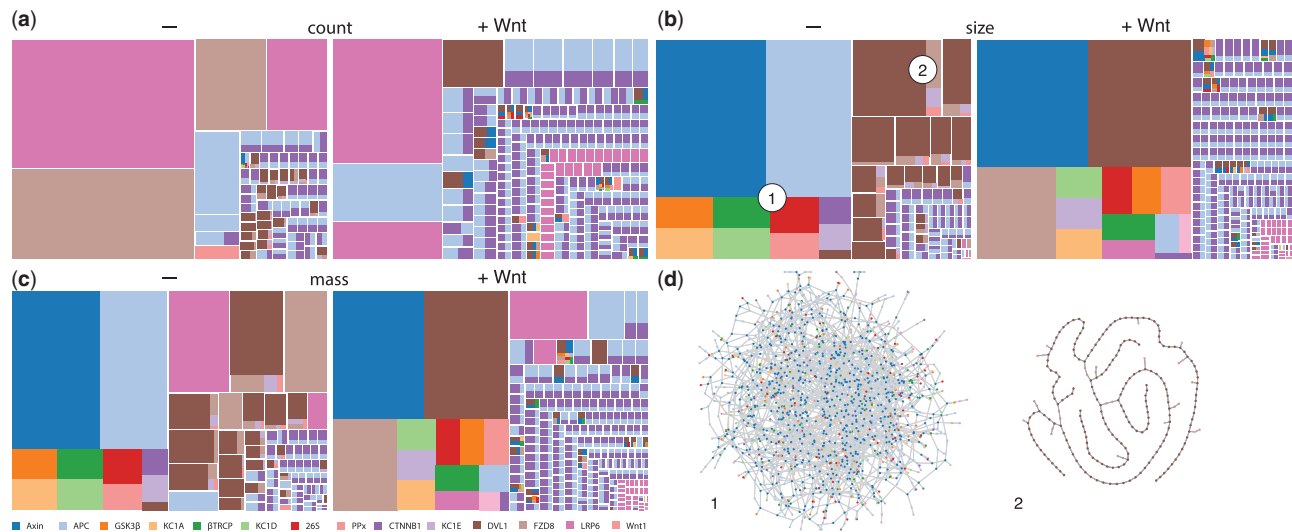 (a) – count + Wnt
(b) – size + Wnt
2
1
(c) – mass + Wnt
(d)
1
2
Axin APC GSK3β KC1A βTRCP KC1D 26S PPx CTNNB1 KC1E DVL1 FZD8 LRP6 Wnt1